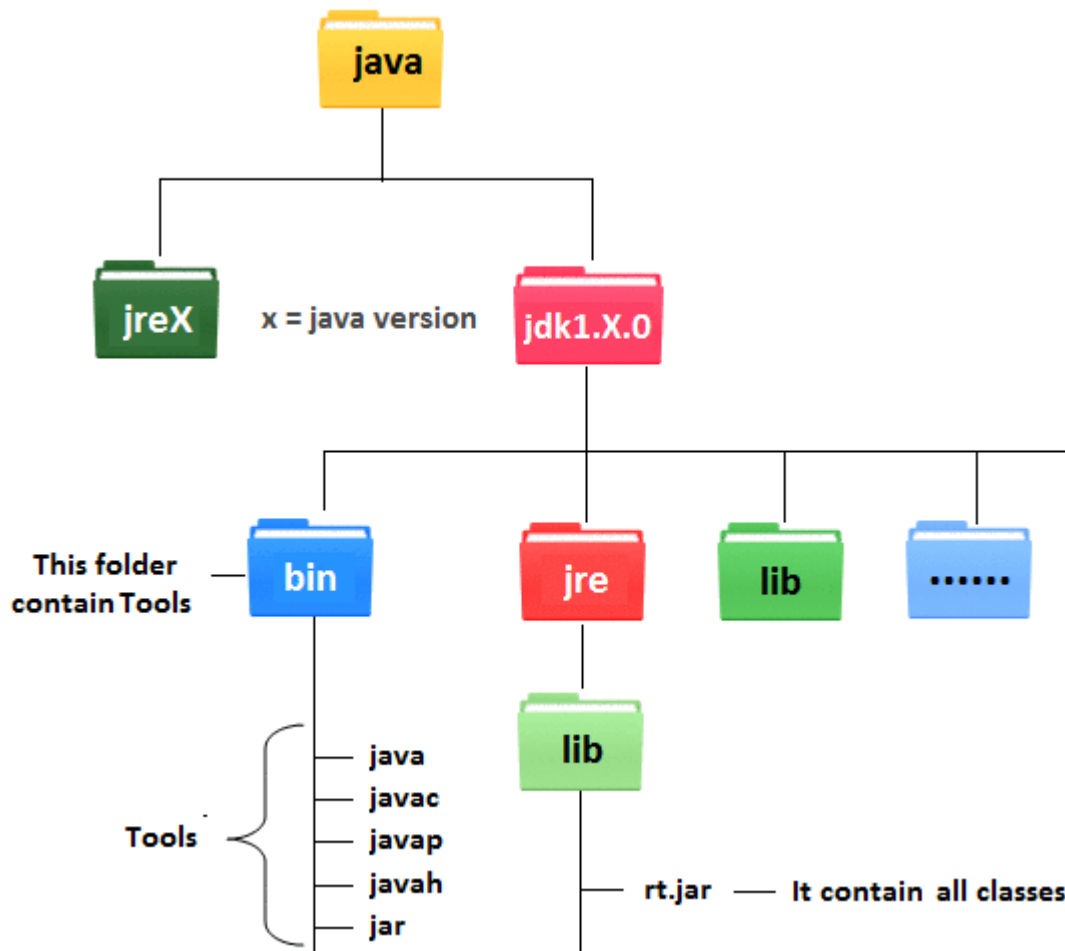 java
jreX
x = java version
jdk1.X.0
This folder
contain Tools
bin
jre
lib
......
lib
Tools
java
javac
javap
javah
jar
rt.jar
It contain all classes